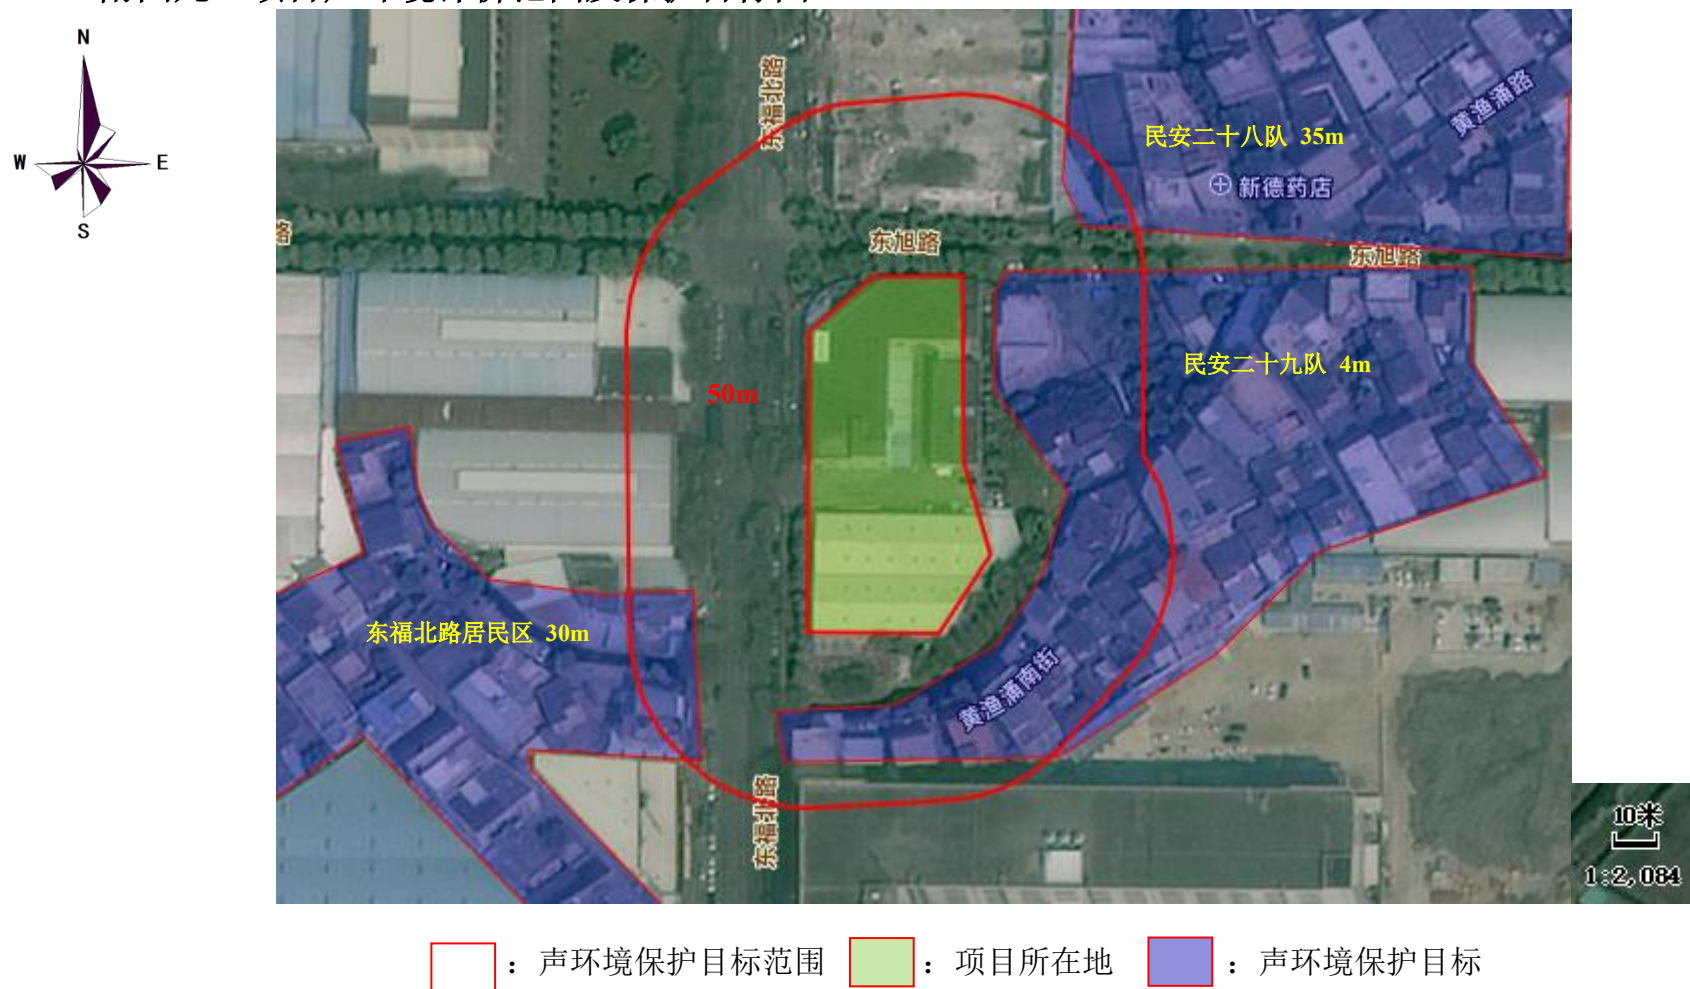 N
W
E
S
东福北路
黄渔涌路
民安二十八队 35m
新德药店
路
东旭路
东旭路
民安二十九队 4m
50m
东福北路居民区 30m
黄渔涌南街
东福北路
10米
1:2,084
：声环境保护目标范围
：项目所在地
：声环境保护目标